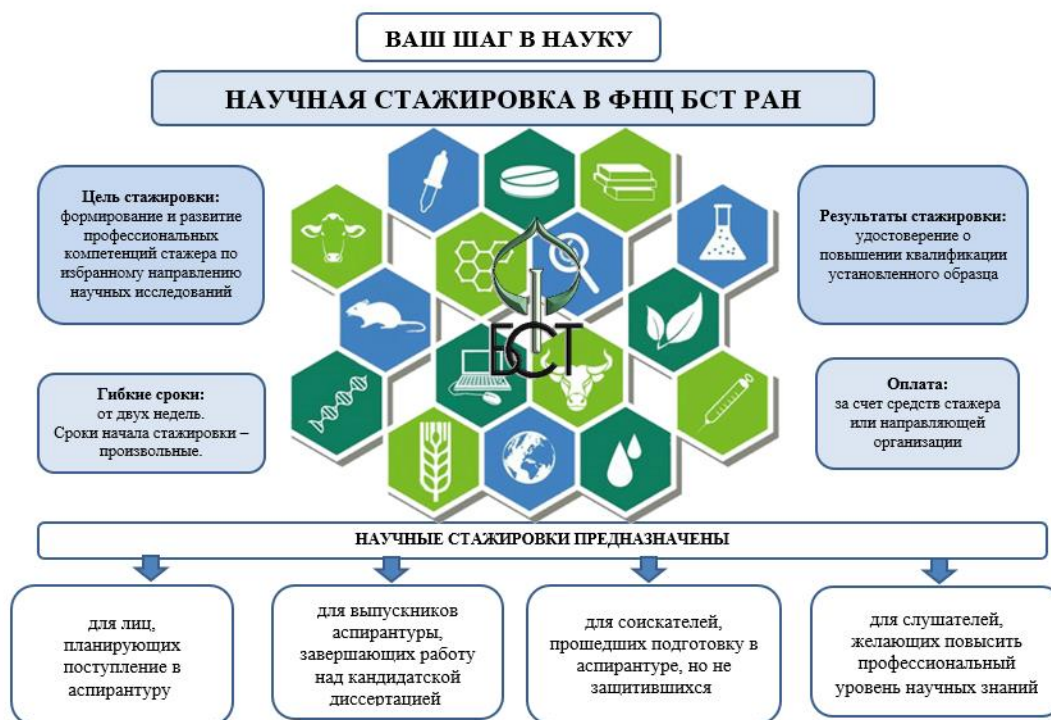 ВАШ ШАГ В НАУКУ
НАУЧНАЯ СТАЖИРОВКА В ФНЦ БСТ РАН
Цель стажировки:
формирование и развитие
профессиональных
компетенций стажера по
избранному направлению
научных исследований
Результаты стажировки:
удостоверение о
повышении квалификации
установленного образца
БСТ
Гибкие сроки:
от двух недель.
Сроки начала стажировки –
произвольные.
Оплата:
за счет средств стажера
или направляющей
организации
НАУЧНЫЕ СТАЖИРОВКИ ПРЕДНАЗНАЧЕНЫ
для лиц,
планирующих
поступление в
аспирантуру
для выпускников
аспирантуры,
завершающих работу
над кандидатской
диссертацией
для соискателей,
прошедших подготовку в
аспирантуре, но не
защитившихся
для слушателей,
желающих повысить
профессиональный
уровень научных знаний